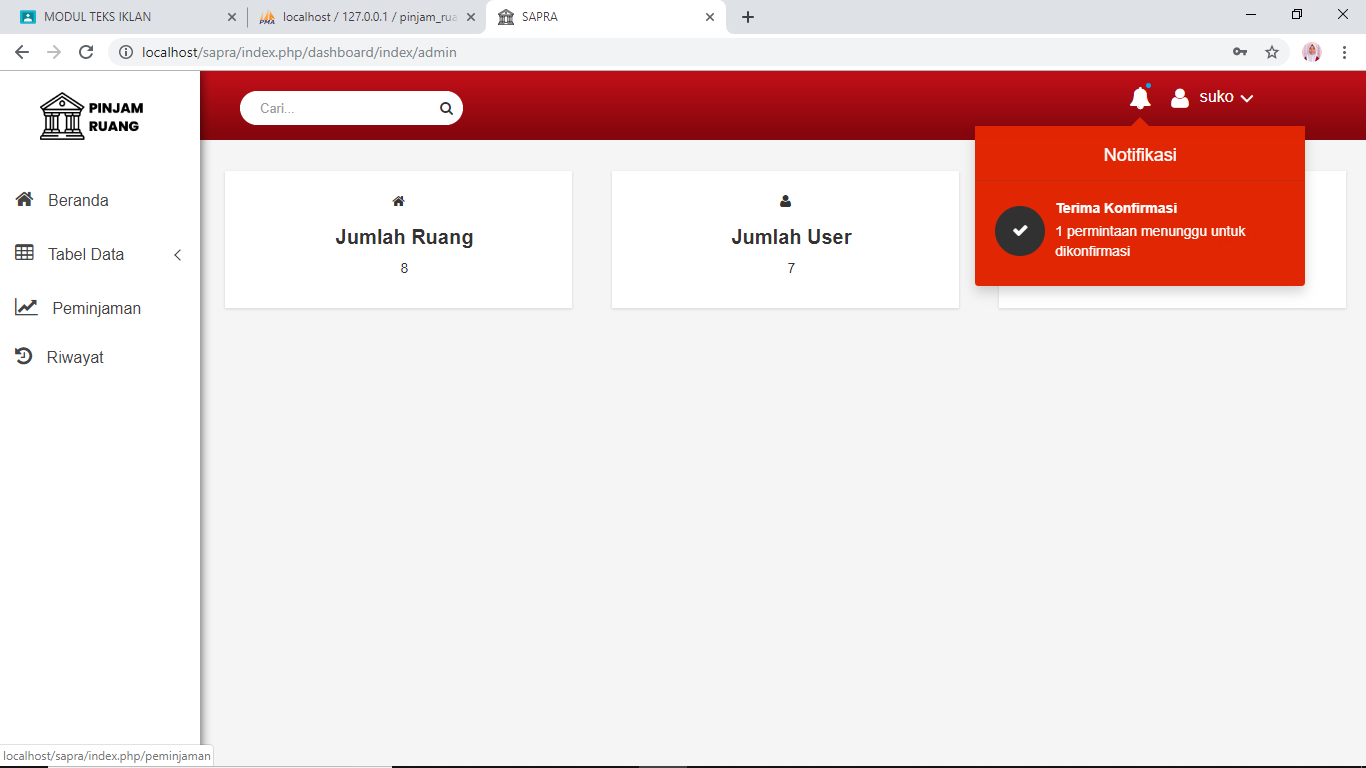 MODUL TEKS IKLAN
localhost / 127.0.0.1 / pinjam_rua
SAPRA
localhost/sapra/index.php/dashboard/index/admin
PINJAM
RUANG
Cari...
suko
Notifikasi
Terima Konfirmasi
1 permintaan menunggu untuk
dikonfirmasi
Beranda
Tabel Data
Peminjaman
Riwayat
Jumlah Ruang
8
Jumlah User
7
localhost/sapra/index.php/peminjaman